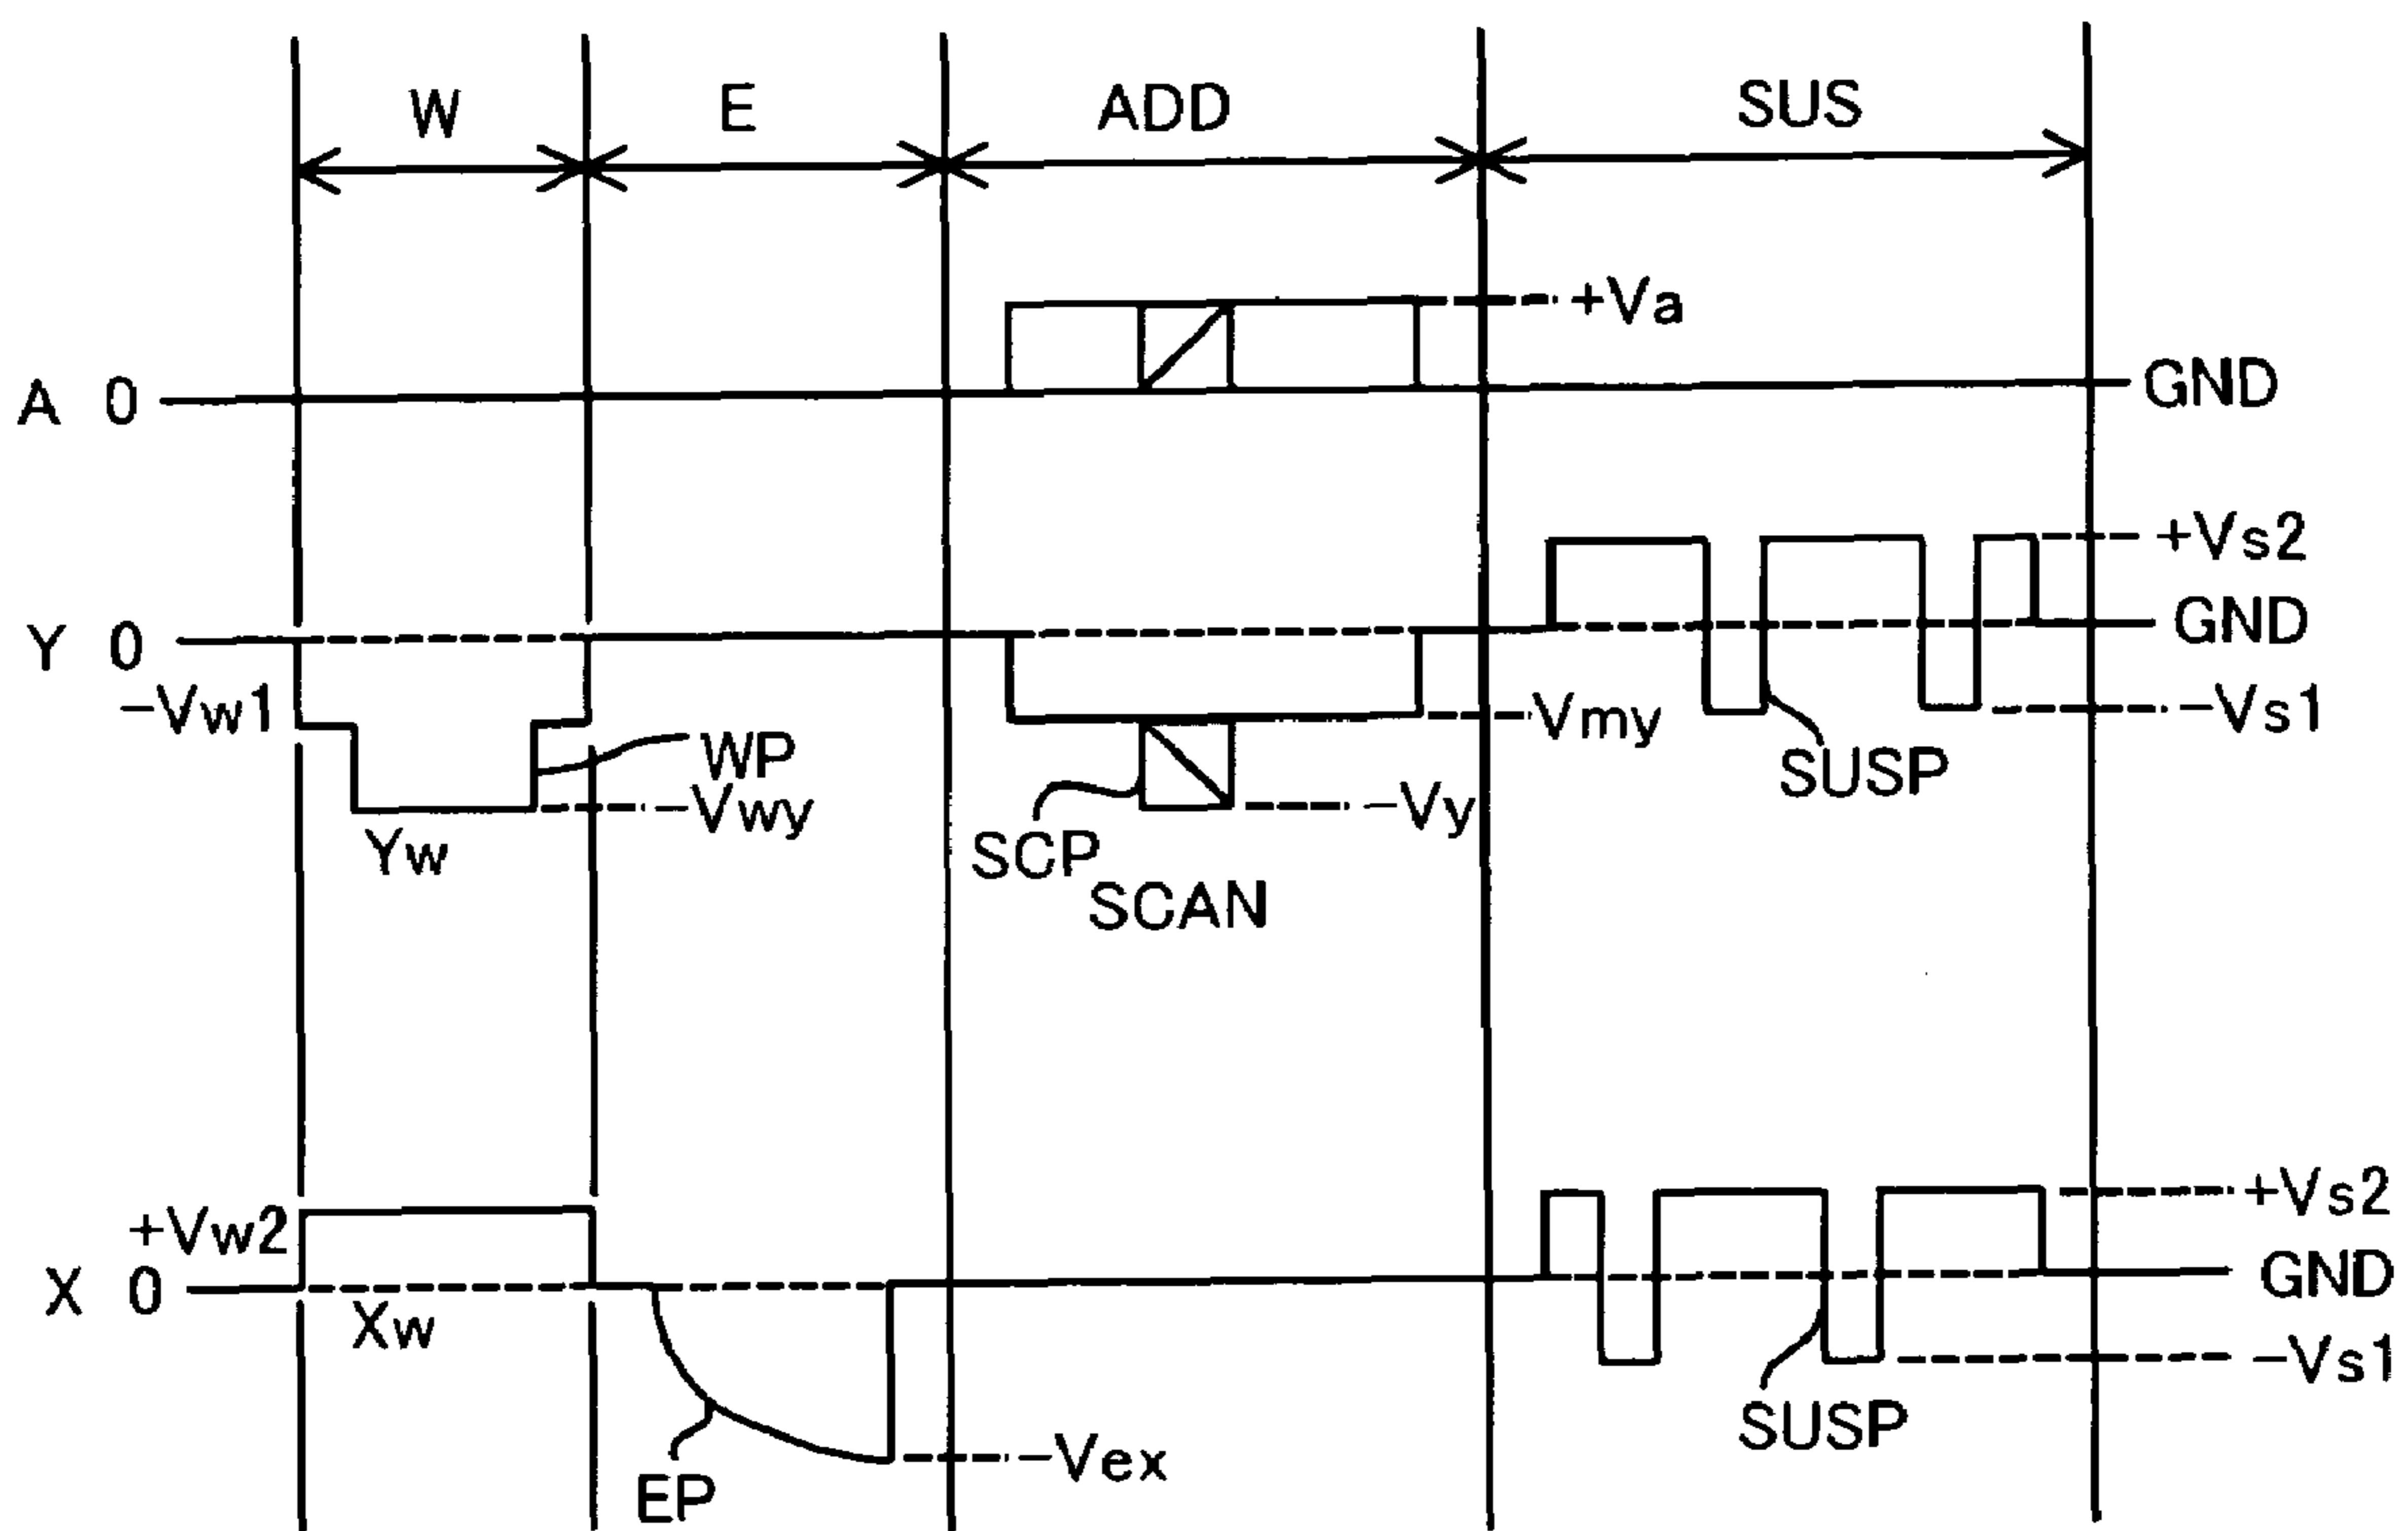 W E ADD SUS
+Va
A 0 GND
+Vs2
Y 0 GND
-Vw1 WP Vmy -Vs1
-Vwy SUSP
Yw SCP -Vy
SCAN
+Vs2
+Vw2
X 0 GND
Xw -Vs1
SUSP
-Vex
EP